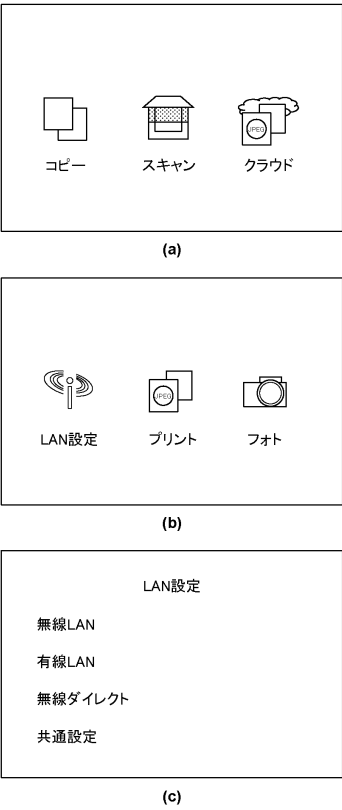 JPEG
コピー スキャン クラウド
(a)
JPEG
LAN設定 プリント フォト
(b)
LAN設定
無線LAN
有線LAN
無線ダイレクト
共通設定
(c)